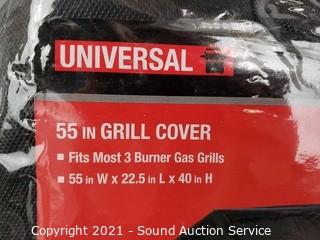 UNIVERSAL
55 IN GRILL COVER
▪ Fits Most 3 Burner Gas Grills
▪ 55 in W x 22.5 in L x 40 in H
Copyright 2021 - Sound Auction Service